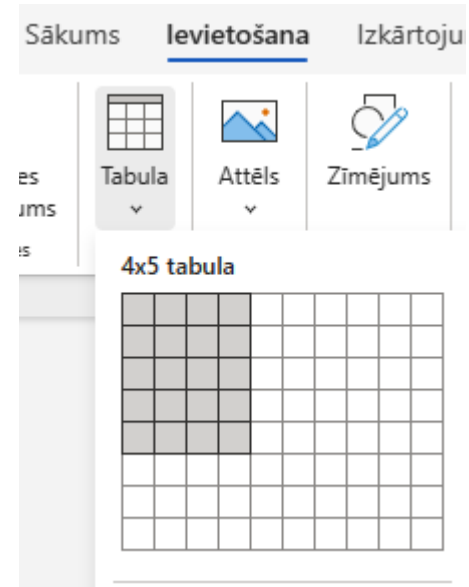 Sākums Ievietošana Izkārtoju
Tabula Attēls Zīmējums
es
ums
4x5 tabula